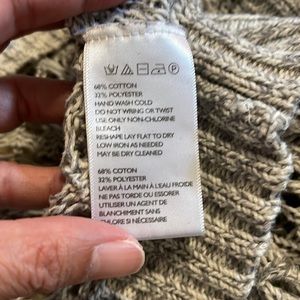 68% COTTON
32% POLYESTER
HAND WASH COLD
DO NOT WRING OR TWIST
USE ONLY NON-CHLORINE
BLEACH
RESHAPE LAY FLAT TO DRY
LOW IRON AS NEEDED
MAY BE DRY CLEANED
68% COTON
32% POLYESTER
LAVER À LA MAIN À L'EAU FROIDE
NE PAS TORDE OU ESSORER
UTILISER UN AGENT DE
BLANCHIMENT SANS
CHLORE SI NÉCESSAIRE